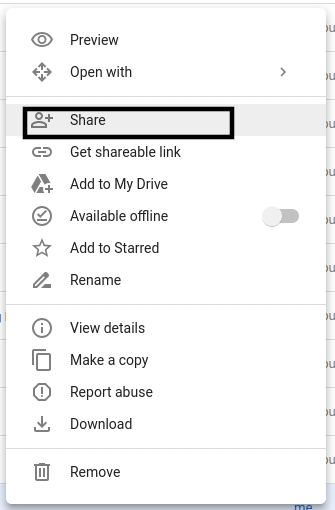 Preview
Open with
Share
Get shareable link
Add to My Drive
Available offline
Add to Starred
Rename
View details
Make a copy
Report abuse
Download
Remove
me